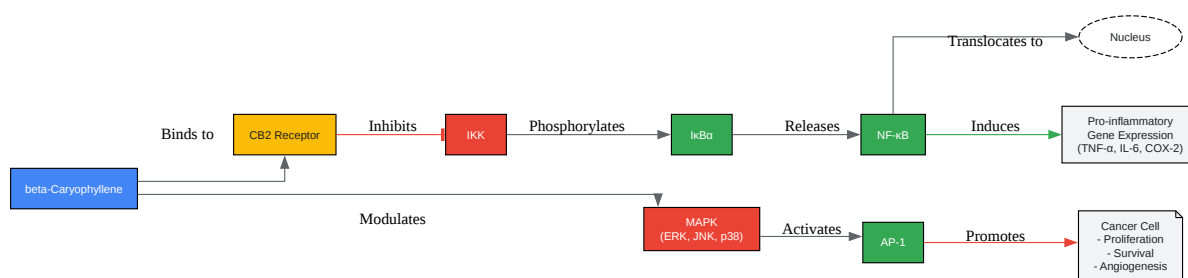 Nucleus
Translocates to
Binds to
CB2 Receptor
Inhibits
IKK
Phosphorylates
IκBα
Releases
NF-κB
Induces
Pro-inflammatory
Gene Expression
(TNF-α, IL-6, COX-2)
beta-Caryophyllene
Modulates
MAPK
(ERK, JNK, p38)
Activates
AP-1
Promotes
Cancer Cell
- Proliferation
- Survival
- Angiogenesis